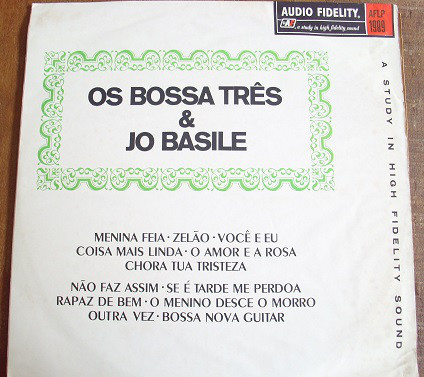 AUDIO FIDELITY.
a study in high fidelity sound
AFLP
1989
OS BOSSA TRÊS
&
JO BASILE
A STUDY IN HIGH FIDELITY SOUND
MENINA FEIA · ZELÃO · VOCÊ E EU
COISA MAIS LINDA · O AMOR E A ROSA
CHORA TUA TRISTEZA
NÃO FAZ ASSIM · SE É TARDE ME PERDOA
RAPAZ DE BEM · O MENINO DESCE O MORRO
OUTRA VEZ · BOSSA NOVA GUITAR